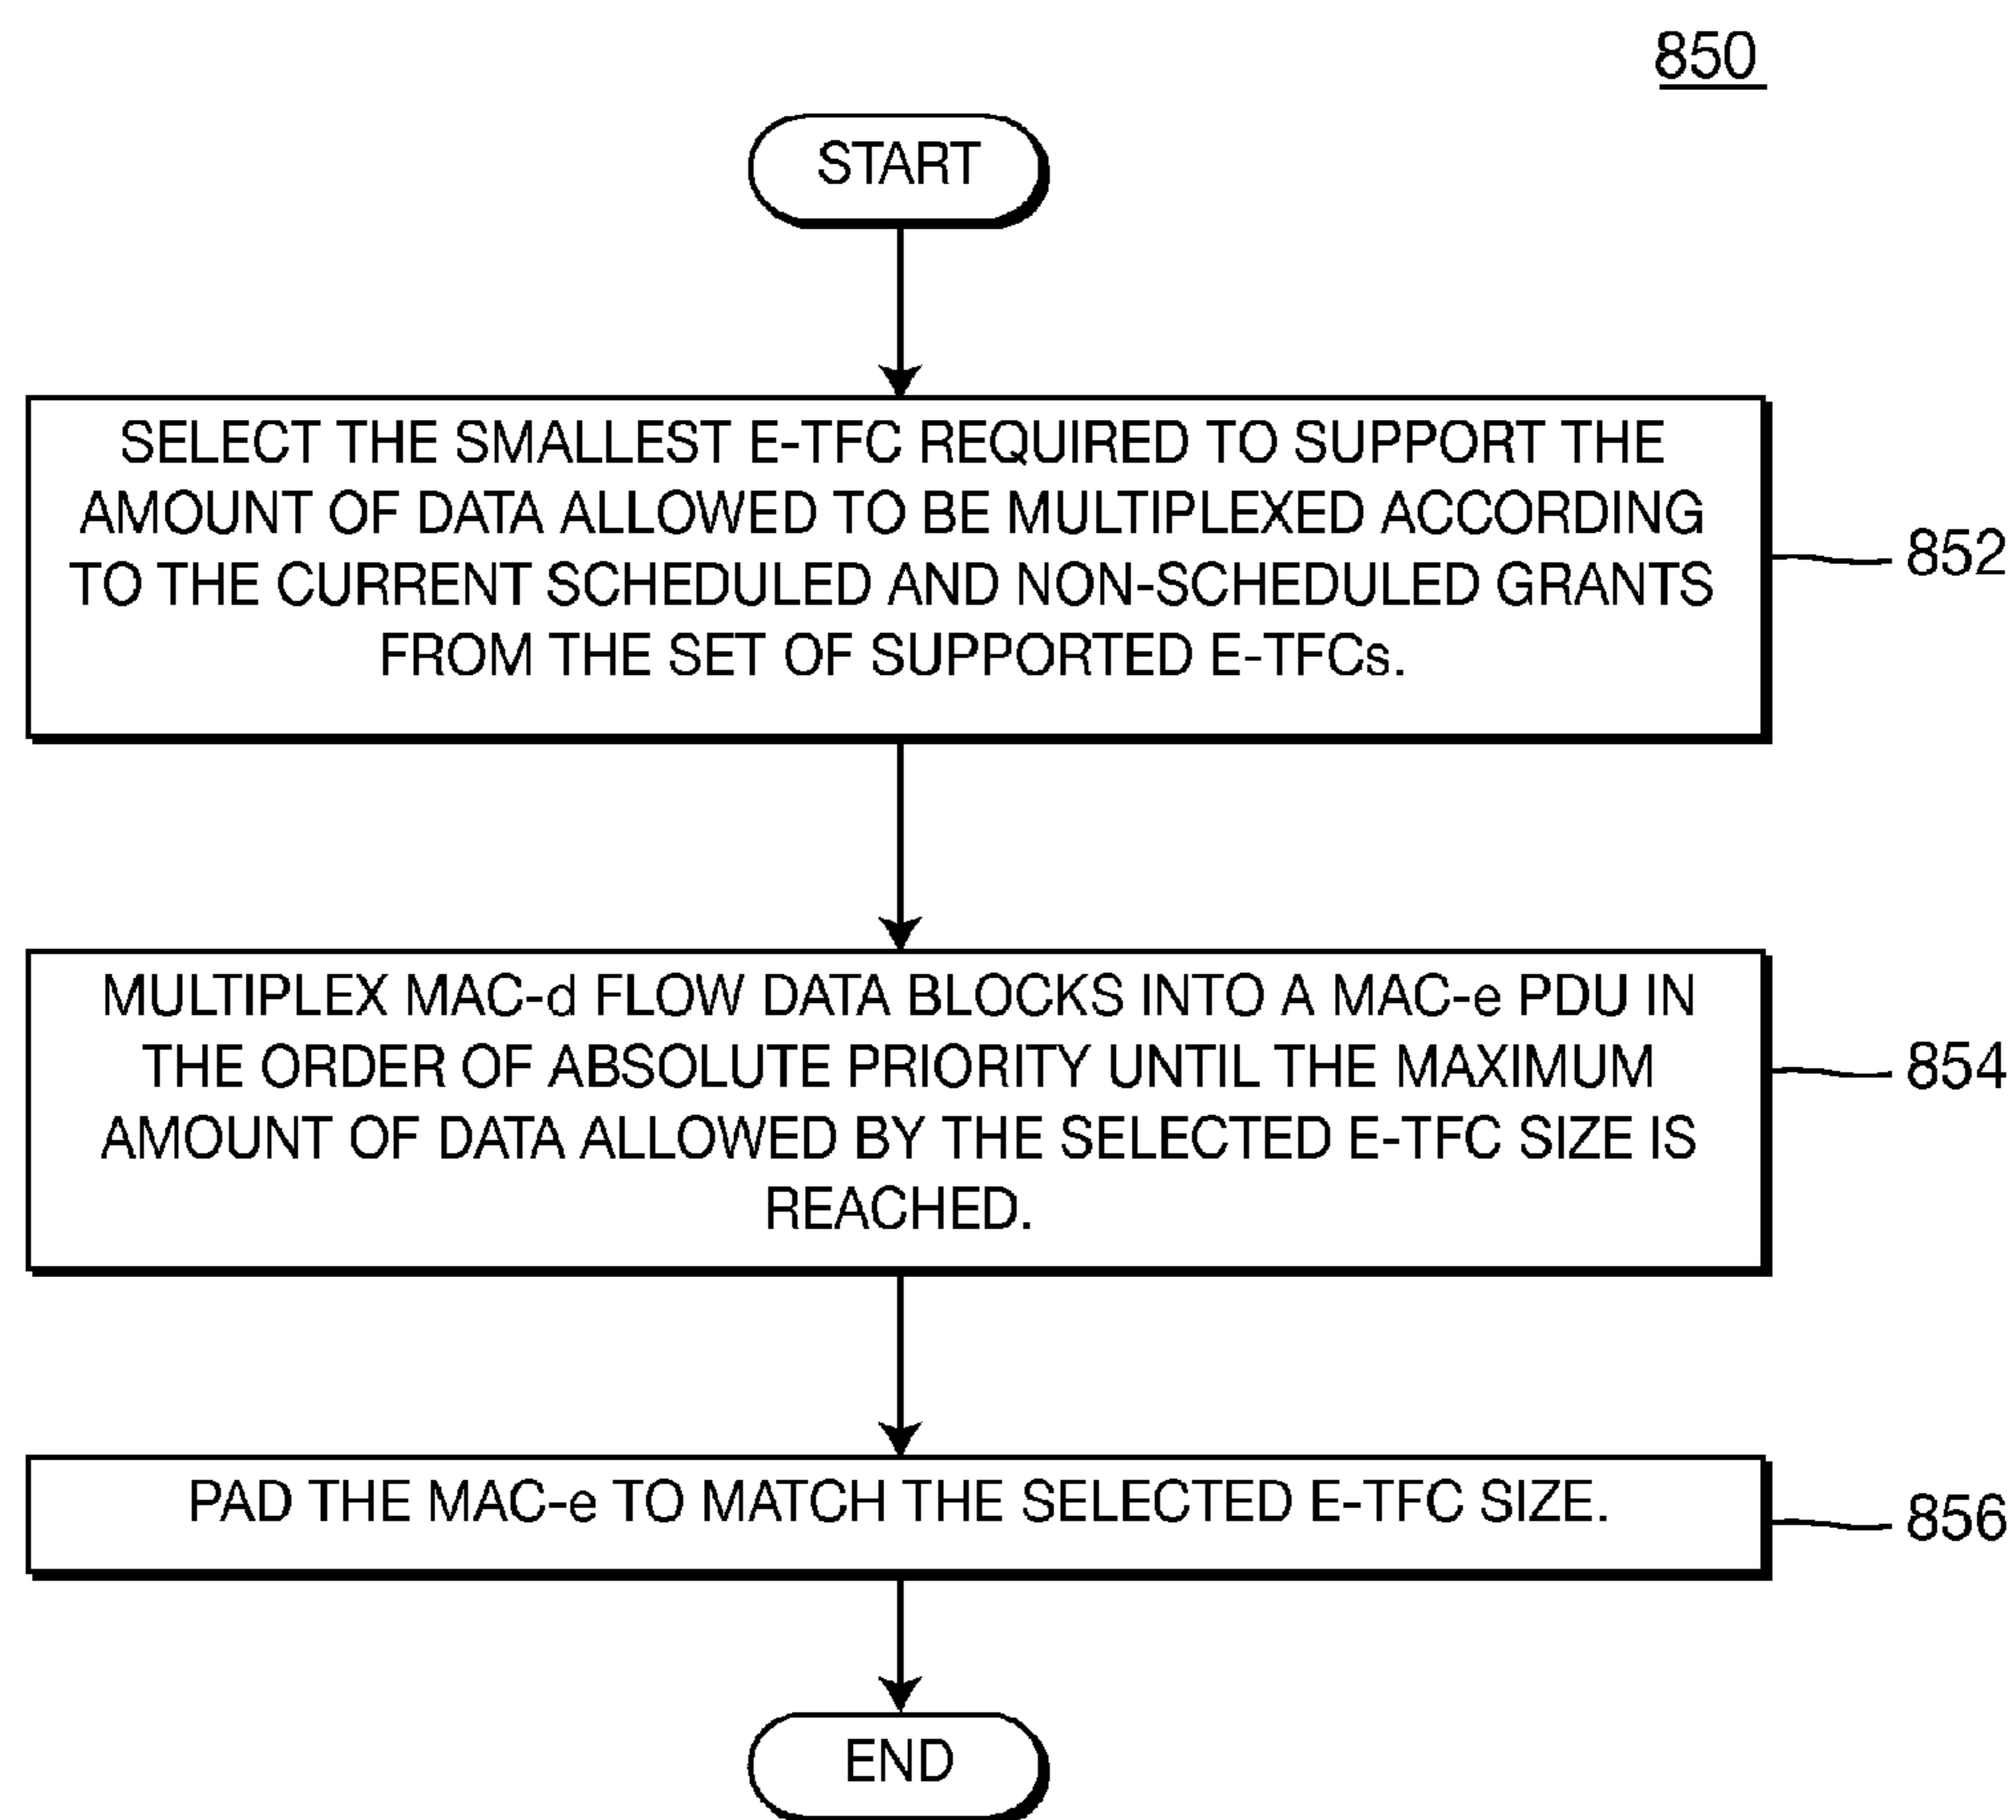 850
START
SELECT THE SMALLEST E-TFC REQUIRED TO SUPPORT THE
AMOUNT OF DATA ALLOWED TO BE MULTIPLEXED ACCORDING
TO THE CURRENT SCHEDULED AND NON-SCHEDULED GRANTS
FROM THE SET OF SUPPORTED E-TFCs.
852
MULTIPLEX MAC-d FLOW DATA BLOCKS INTO A MAC-e PDU IN
THE ORDER OF ABSOLUTE PRIORITY UNTIL THE MAXIMUM
AMOUNT OF DATA ALLOWED BY THE SELECTED E-TFC SIZE IS
REACHED.
854
PAD THE MAC-e TO MATCH THE SELECTED E-TFC SIZE.
856
END